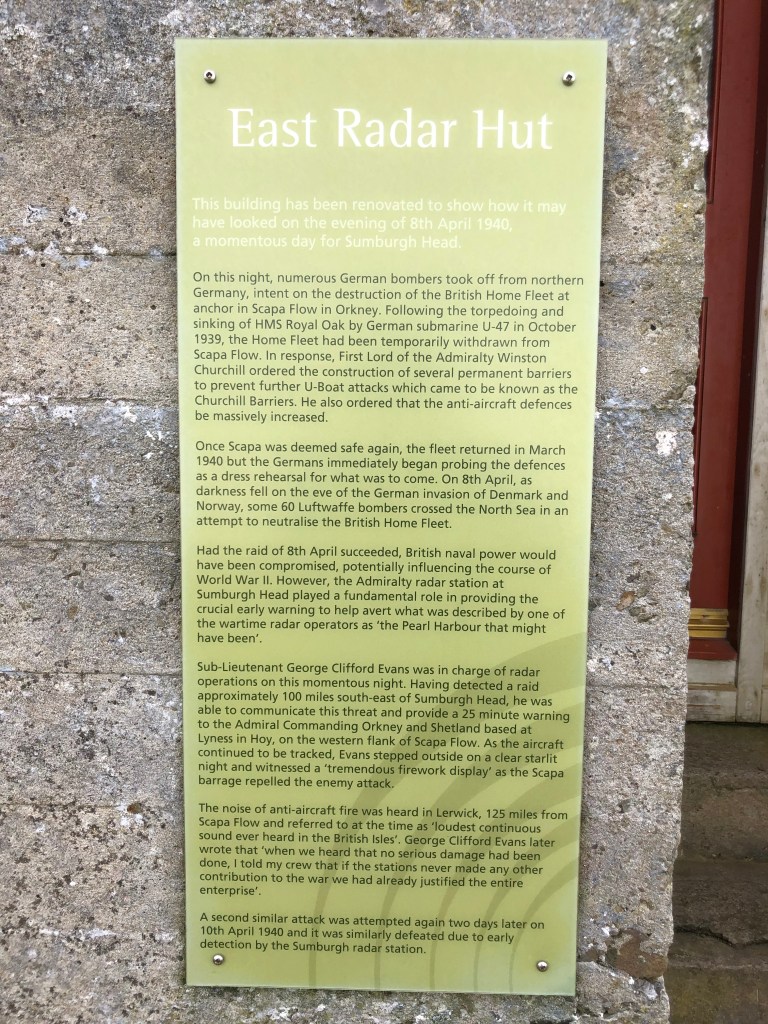 East Radar Hut
This building has been renovated to show how it may
have looked on the evening of 8th April 1940,
a momentous day for Sumburgh Head.
On this night, numerous German bombers took off from northern
Germany, intent on the destruction of the British Home Fleet at
anchor in Scapa Flow in Orkney. Following the torpedoing and
sinking of HMS Royal Oak by German submarine U-47 in October
1939, the Home Fleet had been temporarily withdrawn from
Scapa Flow. In response, First Lord of the Admiralty Winston
Churchill ordered the construction of several permanent barriers
to prevent further U-Boat attacks which came to be known as the
Churchill Barriers. He also ordered that the anti-aircraft defences
be massively increased.
Once Scapa was deemed safe again, the fleet returned in March
1940 but the Germans immediately began probing the defences
as a dress rehearsal for what was to come. On 8th April, as
darkness fell on the eve of the German invasion of Denmark and
Norway, some 60 Luftwaffe bombers crossed the North Sea in an
attempt to neutralise the British Home Fleet.
Had the raid of 8th April succeeded, British naval power would
have been compromised, potentially influencing the course of
World War II. However, the Admiralty radar station at
Sumburgh Head played a fundamental role in providing the
crucial early warning to help avert what was described by one of
the wartime radar operators as ‘the Pearl Harbour that might
have been’.
Sub-Lieutenant George Clifford Evans was in charge of radar
operations on this momentous night. Having detected a raid
approximately 100 miles south-east of Sumburgh Head, he was
able to communicate this threat and provide a 25 minute warning
to the Admiral Commanding Orkney and Shetland based at
Lyness in Hoy, on the western flank of Scapa Flow. As the aircraft
continued to be tracked, Evans stepped outside on a clear starlit
night and witnessed a ‘tremendous firework display’ as the Scapa
barrage repelled the enemy attack.
The noise of anti-aircraft fire was heard in Lerwick, 125 miles from
Scapa Flow and referred to at the time as ‘loudest continuous
sound ever heard in the British Isles’. George Clifford Evans later
wrote that ‘when we heard that no serious damage had been
done, I told my crew that if the stations never made any other
contribution to the war we had already justified the entire
enterprise’.
A second similar attack was attempted again two days later on
10th April 1940 and it was similarly defeated due to early
detection by the Sumburgh radar station.